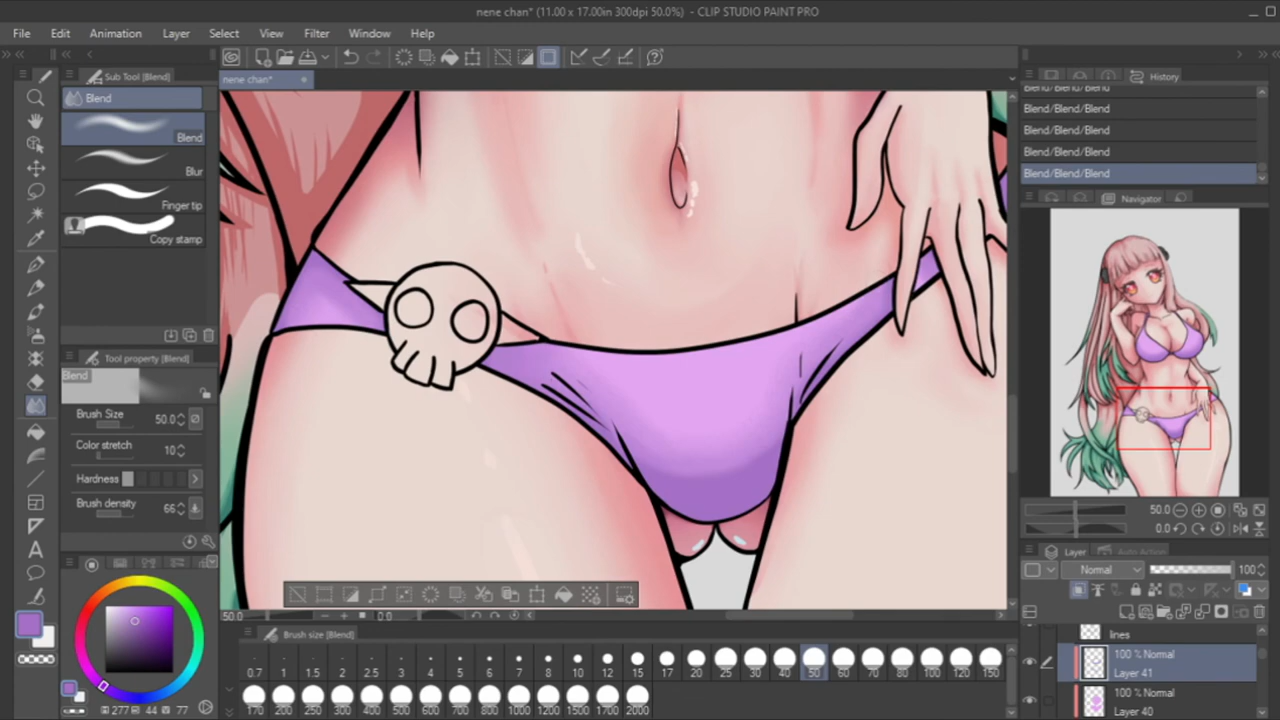 nene chan* (11.00 x 17.00in 300dpi 50.0%) - CLIP STUDIO PAINT PRO
File Edit Animation Layer Select View Filter Window Help
Sub Tool [Blend]
Blend
Blend
Blur
Finger tip
Copy stamp
Tool property [Blend]
Blend
Brush Size 50.0
Color stretch 10
Hardness
Brush density 66
277 44 77
nene chan*
50.0 0.0
Brush size [Blend]
0.7 1 1.5 2 2.5 3 4 5 6 7 8 10 12 15 17 20 25 30 40 50 60 70 80 100 120 150
170 200 250 300 400 500 600 700 800 1000 1200 1500 1700 2000
History
Blend/Blend/Blend
Blend/Blend/Blend
Blend/Blend/Blend
Blend/Blend/Blend
Blend/Blend/Blend
Navigator
50.0
0.0
Layer Auto Action
Normal 100
lines
100 % Normal
Layer 41
100 % Normal
Layer 40